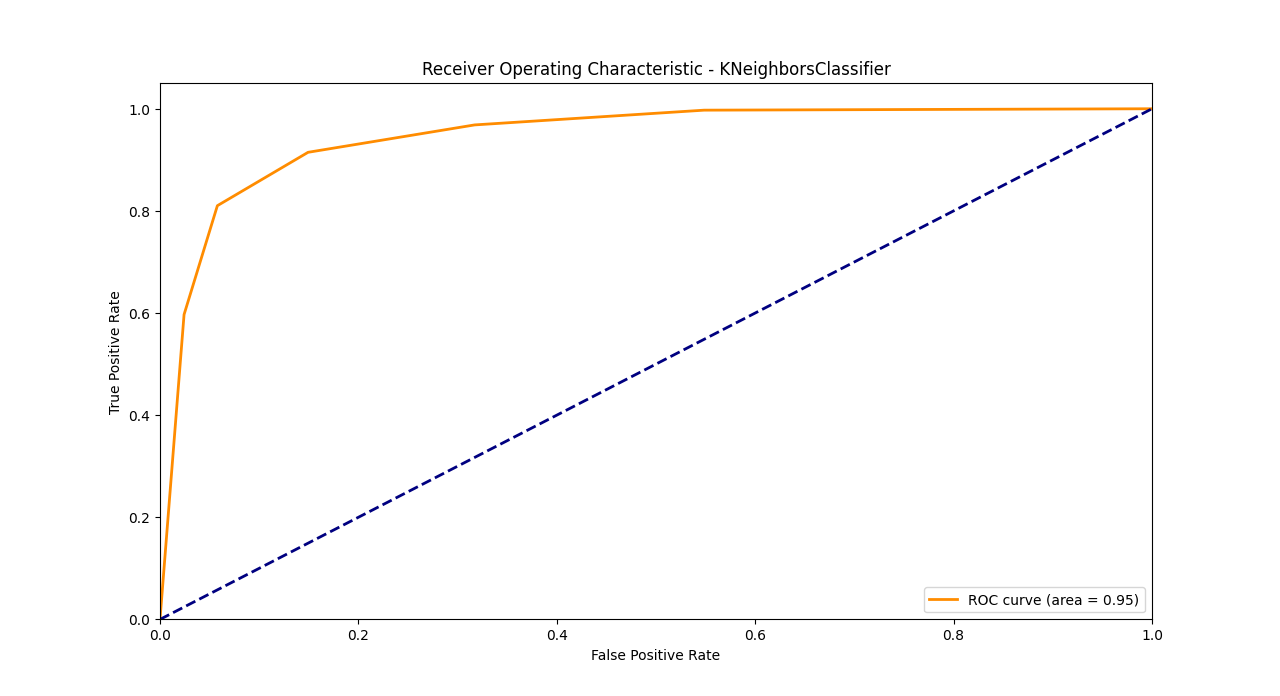 Receiver Operating Characteristic - KNeighborsClassifier
1.0
0.8
0.6
0.4
0.2
0.0
True Positive Rate
ROC curve (area = 0.95)
0.0 0.2 0.4 0.6 0.8 1.0
False Positive Rate